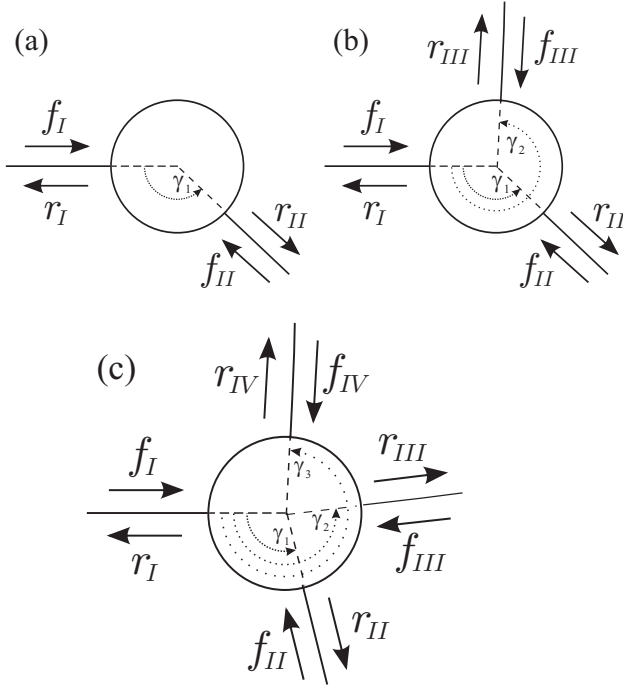 (a)
f_I
r_I
γ_1
r_II
f_II
(b)
r_III
f_III
f_I
r_I
γ_2
γ_1
r_II
f_II
(c)
r_IV
f_IV
f_I
r_I
γ_3
γ_2
γ_1
r_III
f_III
f_II
r_II